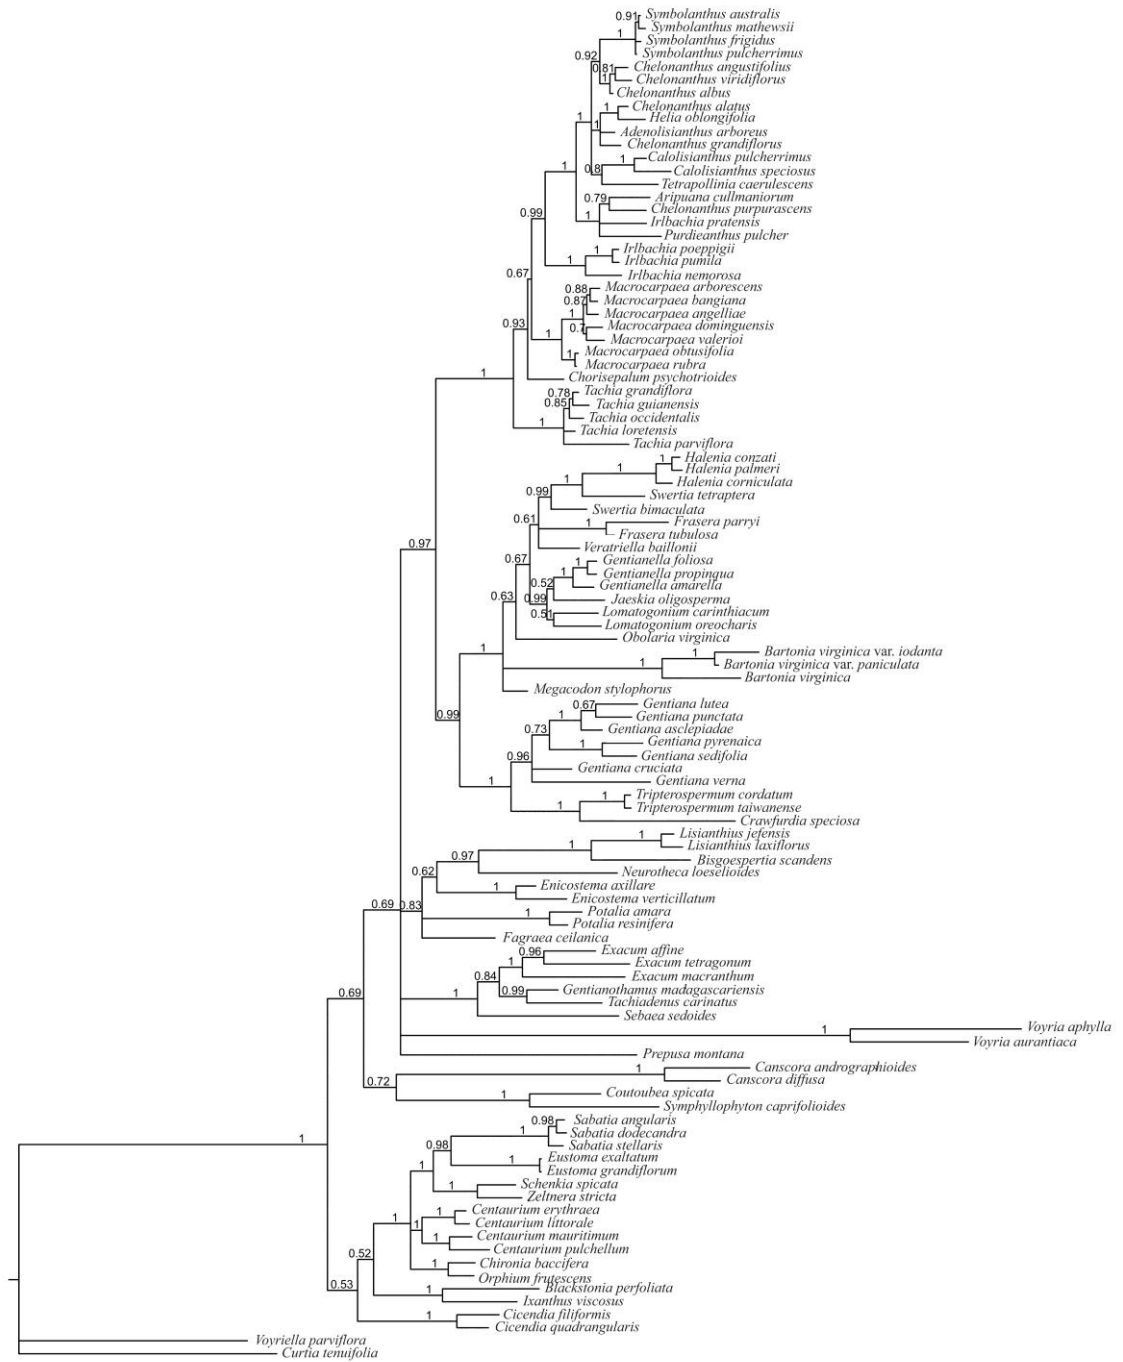 0.91 Symbolanthus australis
Symbolanthus mathewsii
1 Symbolanthus frigidus
Symbolanthus pulcherrimus
0.92
0.81 Chelonanthus angustifolius
1 Chelonanthus viridiflorus
Chelonanthus albus
1 Chelonanthus alatus
Helia oblongifolia
1 1 Adenolisianthus arboreus
Chelonanthus grandiflorus
1 Calolisianthus pulcherrimus
1 0.8 Calolisianthus speciosus
Tetrapollinia caerulescens
0.79 Aripuana cullmaniorum
Chelonanthus purpurascens
0.99 1 Irlbachia pratensis
Purdieanthus pulcher
1 Irlbachia poeppigii
1 Irlbachia pumila
0.67 Irlbachia nemorosa
0.88 Macrocarpaea arborescens
0.87 Macrocarpaea bangiana
1 Macrocarpaea angelliae
0.93 0.7 Macrocarpaea dominguensis
1 Macrocarpaea valerioi
1 Macrocarpaea obtusifolia
Macrocarpaea rubra
1 Chorisepalum psychotrioides
0.78 Tachia grandiflora
0.85 Tachia guianensis
1 Tachia occidentalis
Tachia loretensis
Tachia parviflora
1 Halenia conzati
1 Halenia palmeri
1 Halenia corniculata
0.99 Swertia tetraptera
Swertia bimaculata
0.61 1 Frasera parryi
Frasera tubulosa
0.97 Veratriella baillonii
0.67 1 Gentianella foliosa
1 Gentianella propinqua
0.52 Gentianella amarella
0.63 0.99 Jaeskia oligosperma
0.51 Lomatogonium carinthiacum
Lomatogonium oreocharis
Obolaria virginica
1 1 Bartonia virginica var. iodanta
1 Bartonia virginica var. paniculata
Bartonia virginica
Megacodon stylophorus
0.67 Gentiana lutea
0.99 1 Gentiana punctata
0.73 Gentiana asclepiadae
1 Gentiana pyrenaica
0.96 Gentiana sedifolia
Gentiana cruciata
1 Gentiana verna
1 Tripterospermum cordatum
1 Tripterospermum taiwanense
Crawfurdia speciosa
1 Lisianthius jefensis
1 Lisianthius laxiflorus
0.97 Bisgoespertia scandens
0.62 Neurotheca loeselioides
1 Enicostema axillare
Enicostema verticillatum
0.69 0.83 1 Potalia amara
Potalia resinifera
Fagraea ceilanica
0.96 Exacum affine
1 Exacum tetragonum
0.84 Exacum macranthum
0.69 1 0.99 Gentianothamus madagascariensis
Tachiadenus carinatus
Sebaea sedoides
1 Voyria aphylla
Voyria aurantiaca
Prepusa montana
1 Canscora andrographioides
0.72 Canscora diffusa
1 Coutoubea spicata
Symphyllophyton caprifolioides
0.98 Sabatia angularis
1 Sabatia dodecandra
1 0.98 Sabatia stellaris
1 Eustoma exaltatum
1 Eustoma grandiflorum
1 Schenkia spicata
Zeltnera stricta
1 1 Centaurium erythraea
1 Centaurium littorale
1 Centaurium mauritimum
Centaurium pulchellum
0.52 1 Chironia baccifera
Orphium frutescens
0.53 1 Blackstonia perfoliata
Ixanthus viscosus
1 Cicendia filiformis
Cicendia quadrangularis
Voyriella parviflora
Curtia tenuifolia